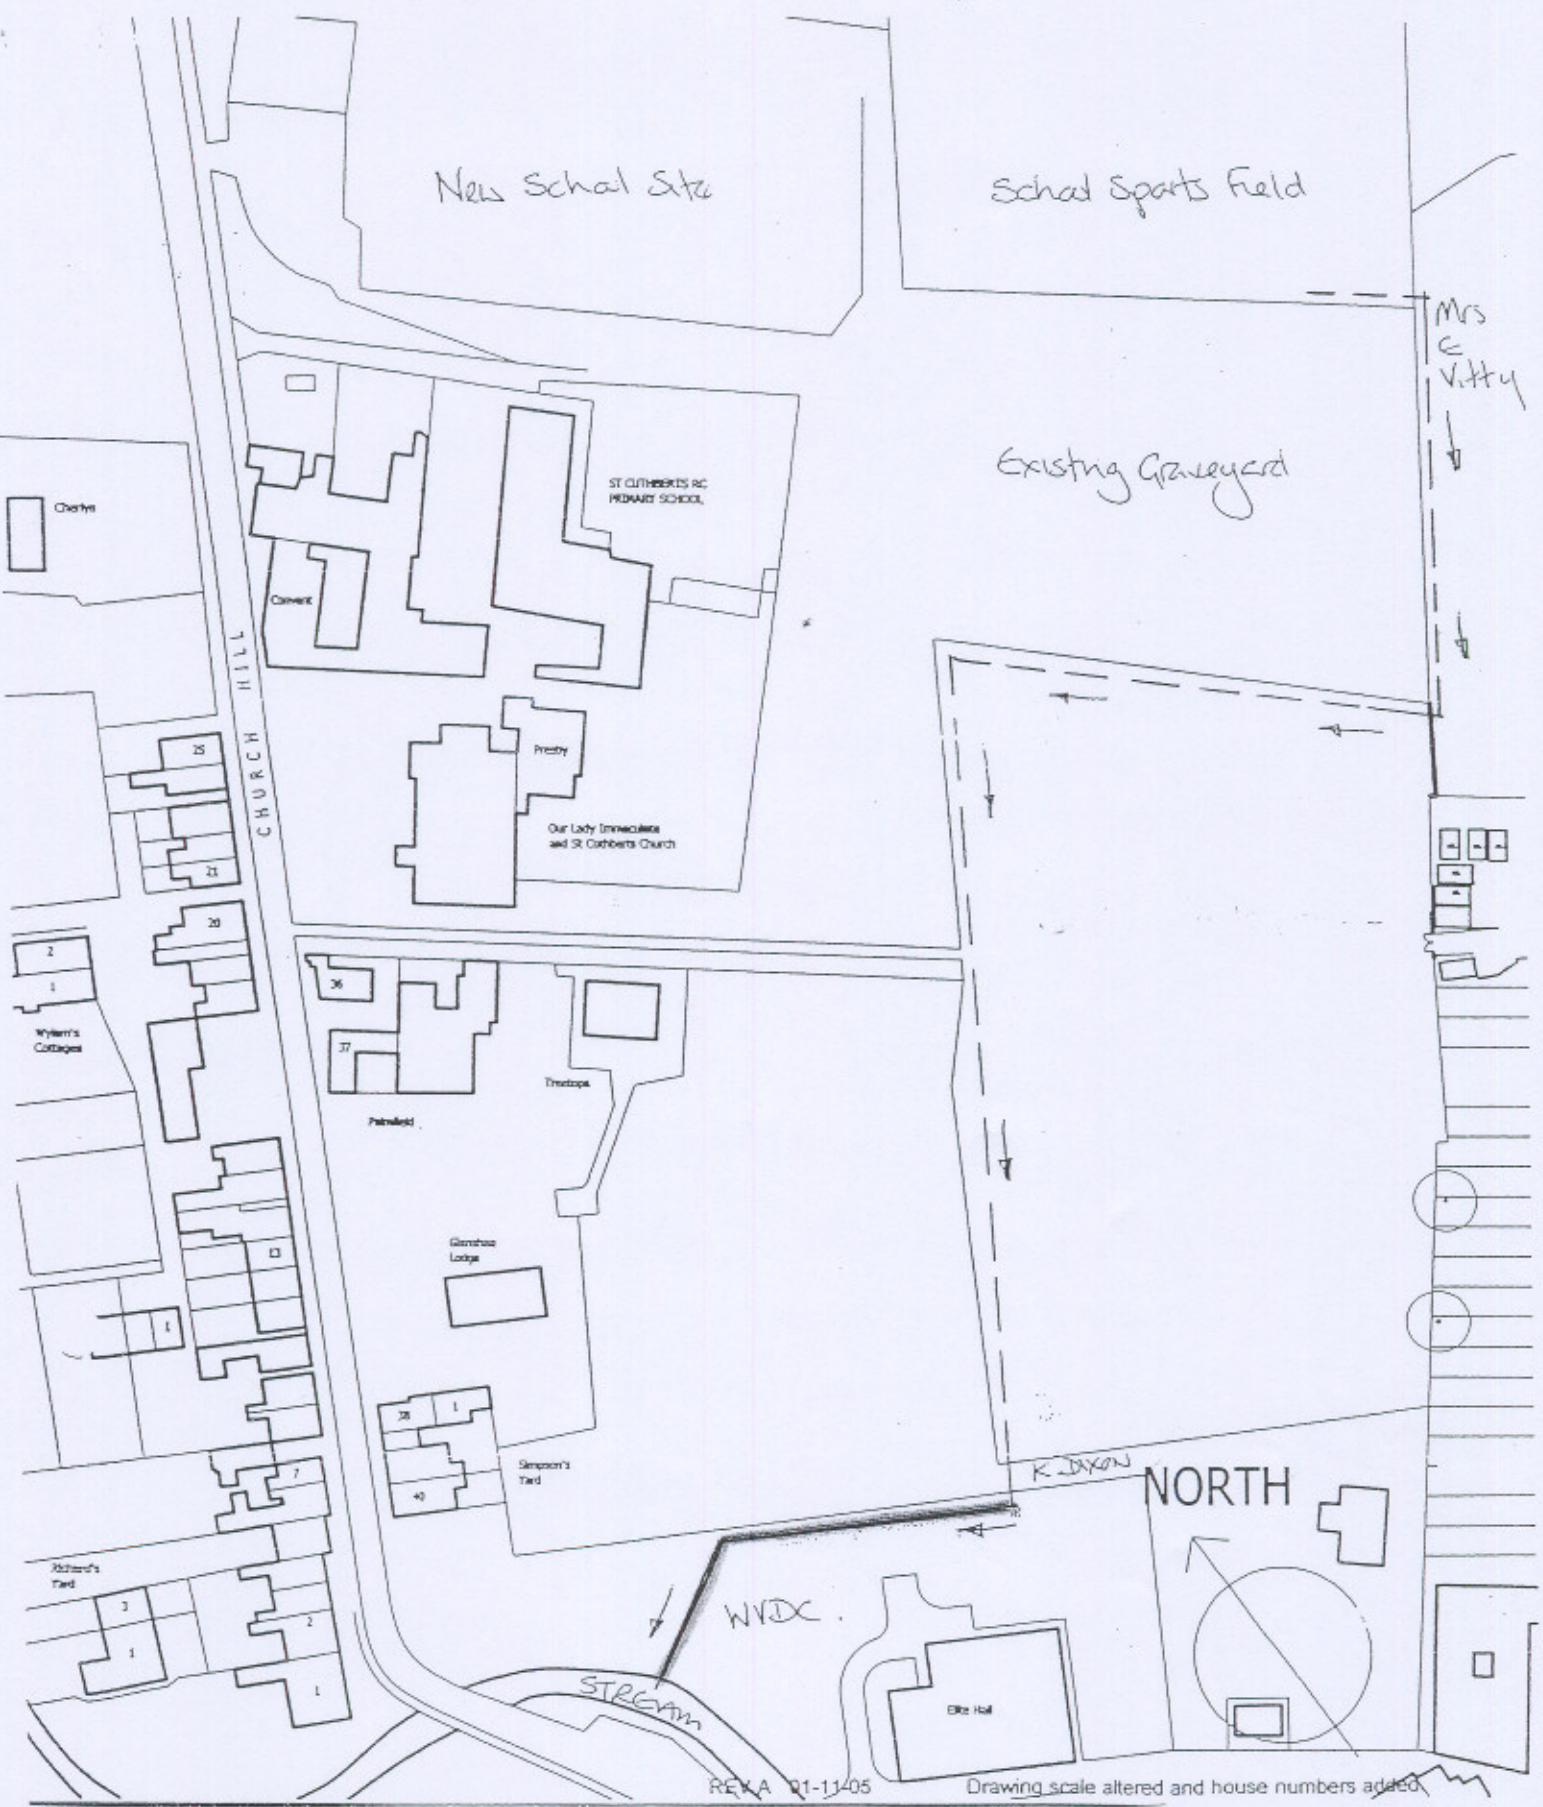 New School Site
School Sports Field
Mrs
E
Vitty
Existing Graveyard
ST CUTHBERTS RC
PRIMARY SCHOOL
Convent
CHURCH HILL
25
Presby
Our Lady Immaculate
and St Cuthberts Church
21
20
2
1
36
Wylam's
Cottages
37
Treetops
13
Lodge
1
38
1
Simpson's
Yard
40
7
K. DIXON
NORTH
Richard's
Yard
3
1
2
1
WVDC.
STREAM
Elite Hall
REV.A 01-11-05
Drawing scale altered and house numbers added